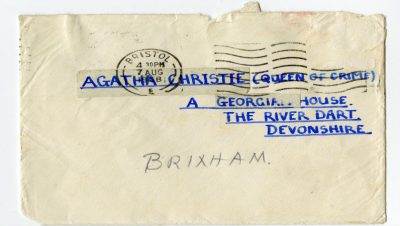 BRISTOL
4 30PM
7 AUG
E
AGATHA CHRISTIE (QUEEN OF CRIME)
A GEORGIAN HOUSE.
THE RIVER DART.
DEVONSHIRE.
BRIXHAM.